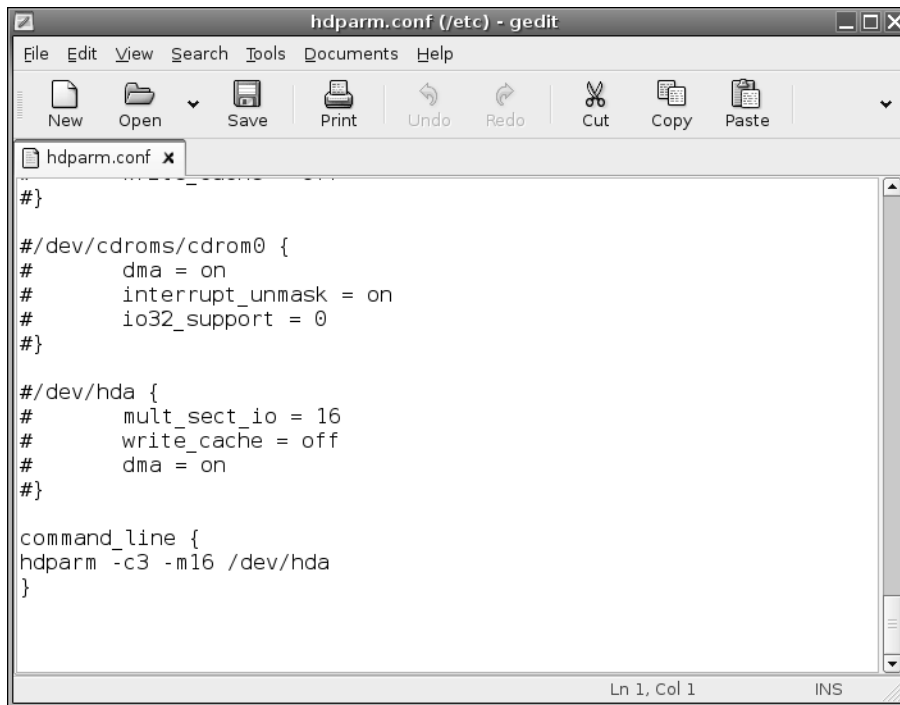 hdparm.conf (/etc) - gedit
File Edit View Search Tools Documents Help
New Open Save Print Undo Redo Cut Copy Paste
hdparm.conf
#}
#/dev/cdroms/cdrom0 {
# dma = on
# interrupt_unmask = on
# io32_support = 0
#}
#/dev/hda {
# mult_sect_io = 16
# write_cache = off
# dma = on
#}
command_line {
hdparm -c3 -m16 /dev/hda
}
Ln 1, Col 1 INS